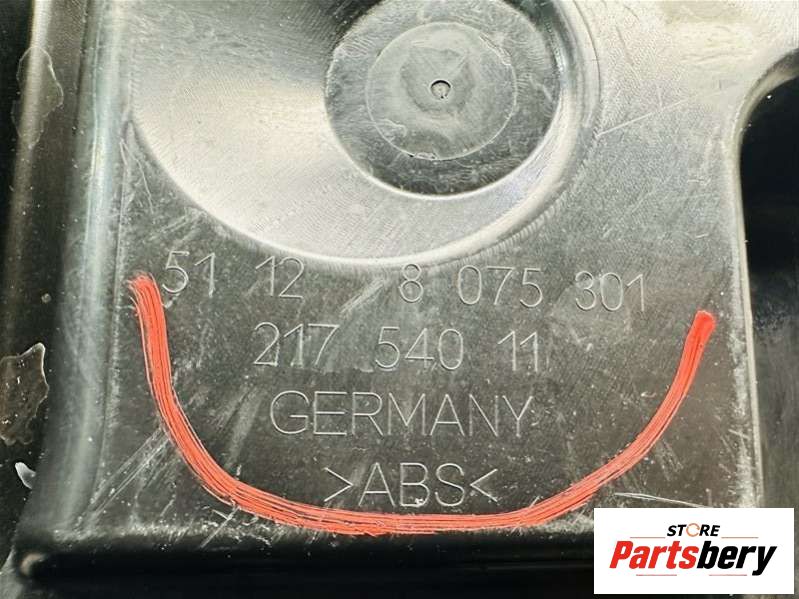 51 12 8 075 301
217 540 11
GERMANY
>ABS<
STORE
Partsbery